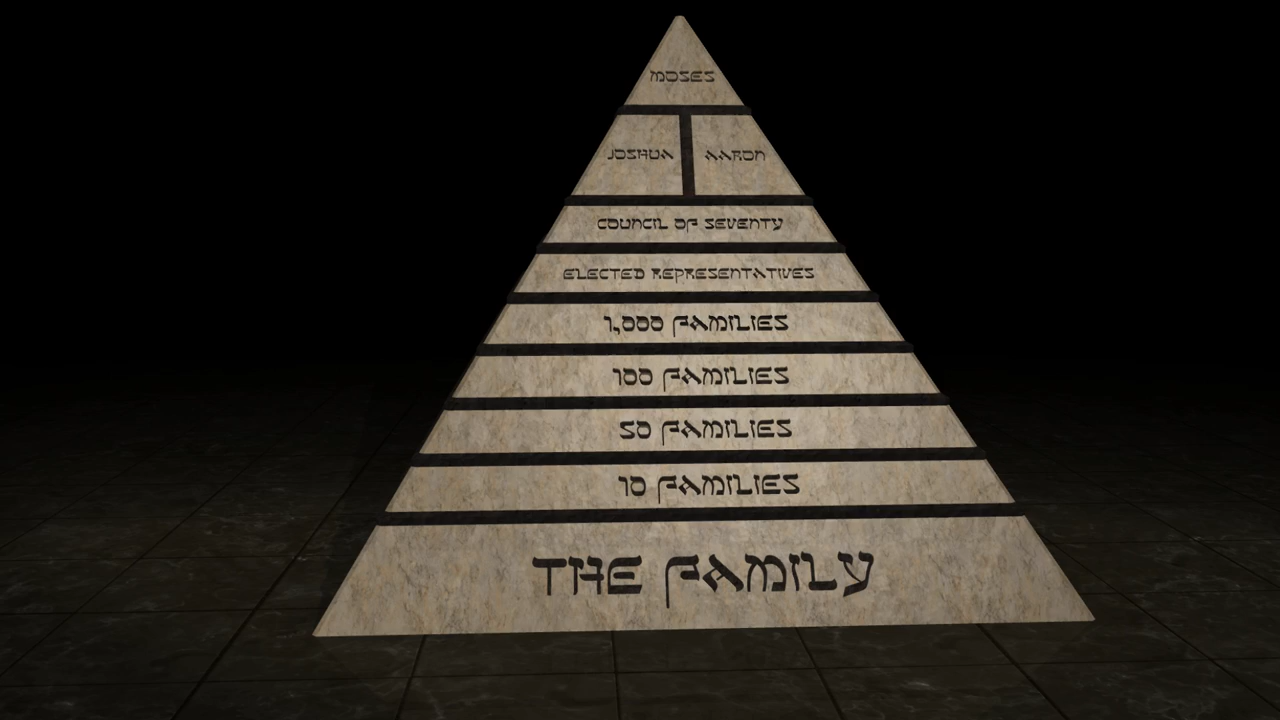 MOSES
JOSHUA AARON
COUNCIL OF SEVENTY
ELECTED REPRESENTATIVES
1,000 FAMILIES
100 FAMILIES
50 FAMILIES
10 FAMILIES
THE FAMILY